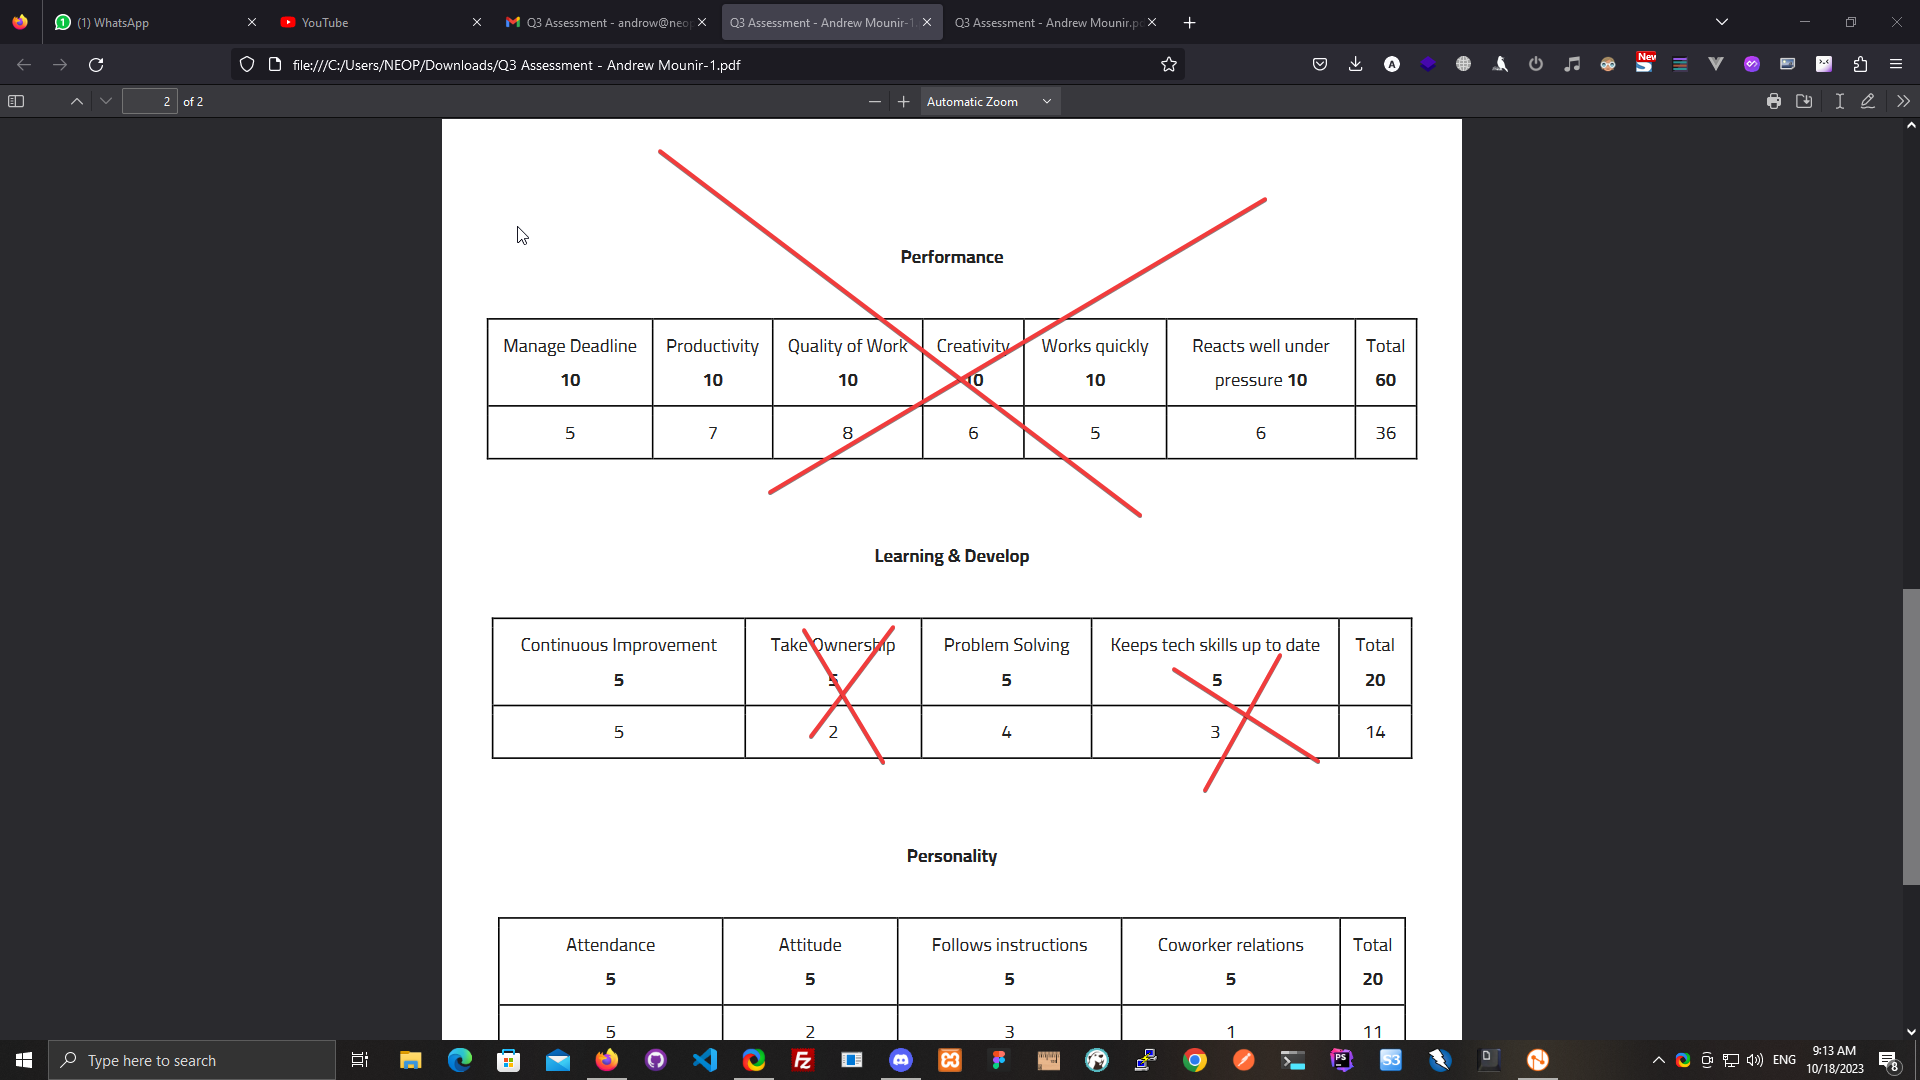 (1) WhatsApp
YouTube
Q3 Assessment - androw@neop
Q3 Assessment - Andrew Mounir-1
Q3 Assessment - Andrew Mounir.pd
file:///C:/Users/NEOP/Downloads/Q3 Assessment - Andrew Mounir-1.pdf
New
2 of 2
Automatic Zoom
Performance
Manage Deadline Productivity Quality of Work Creativity Works quickly Reacts well under Total
10 10 10 10 10 pressure 10 60
5 7 8 6 5 6 36
Learning & Develop
Continuous Improvement Take Ownership Problem Solving Keeps tech skills up to date Total
5 5 5 5 20
5 2 4 3 14
Personality
Attendance Attitude Follows instructions Coworker relations Total
5 5 5 5 20
5 2 3 1 11
Type here to search
ENG
9:13 AM
10/18/2023
8